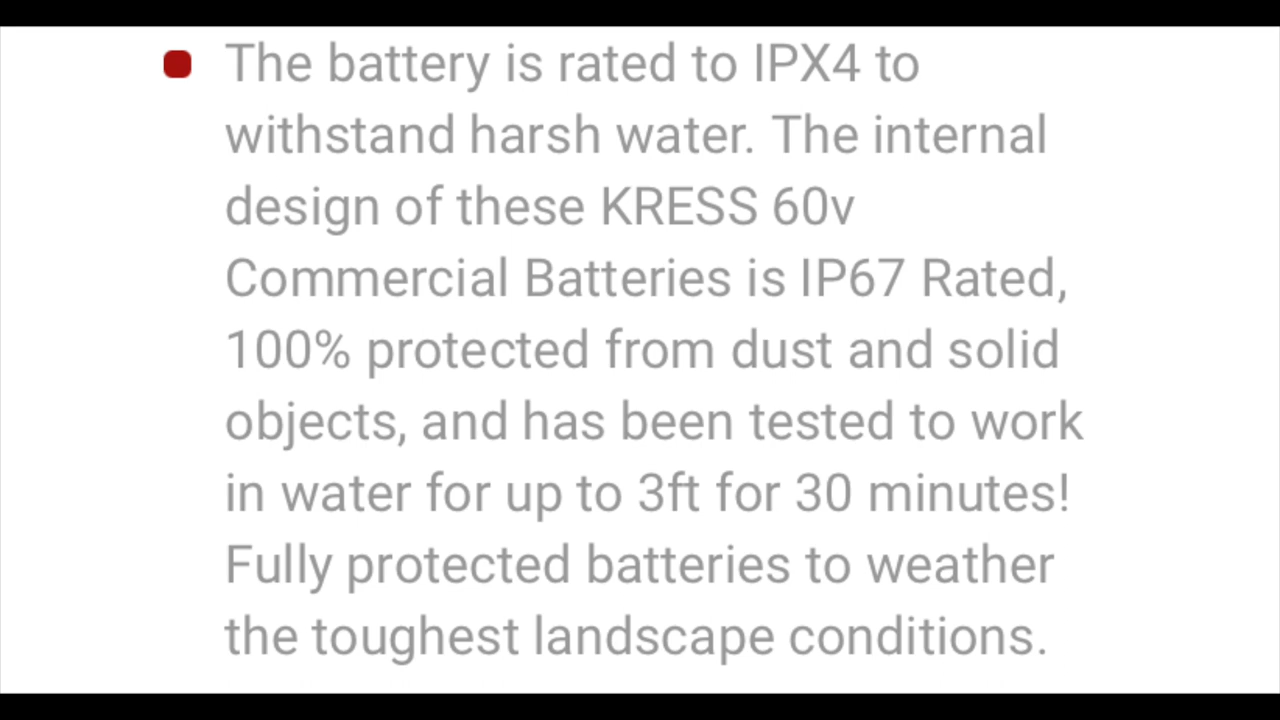 The battery is rated to IPX4 to
withstand harsh water. The internal
design of these KRESS 60v
Commercial Batteries is IP67 Rated,
100% protected from dust and solid
objects, and has been tested to work
in water for up to 3ft for 30 minutes!
Fully protected batteries to weather
the toughest landscape conditions.